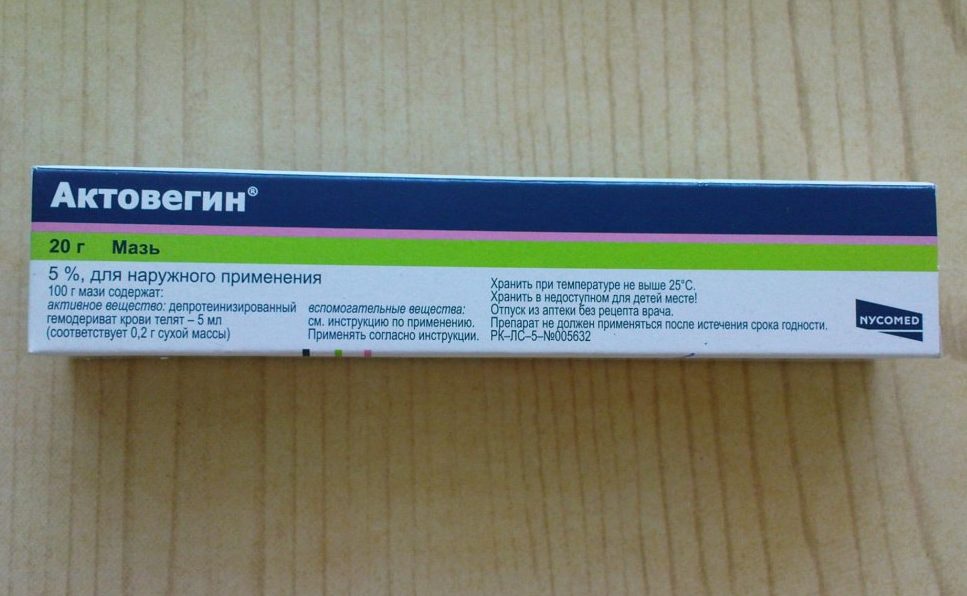 Актовегин®
20 г Мазь
5 %, для наружного применения
100 г мази содержат:
активное вещество: депротеинизированный
гемодериват крови телят – 5 мл
(соответствует 0,2 г сухой массы)
вспомогательные вещества:
см. инструкцию по применению.
Применять согласно инструкции.
Хранить при температуре не выше 25°С.
Хранить в недоступном для детей месте!
Отпуск из аптеки без рецепта врача.
Препарат не должен применяться после истечения срока годности.
РК–ЛС–5–№005632
NYCOMED